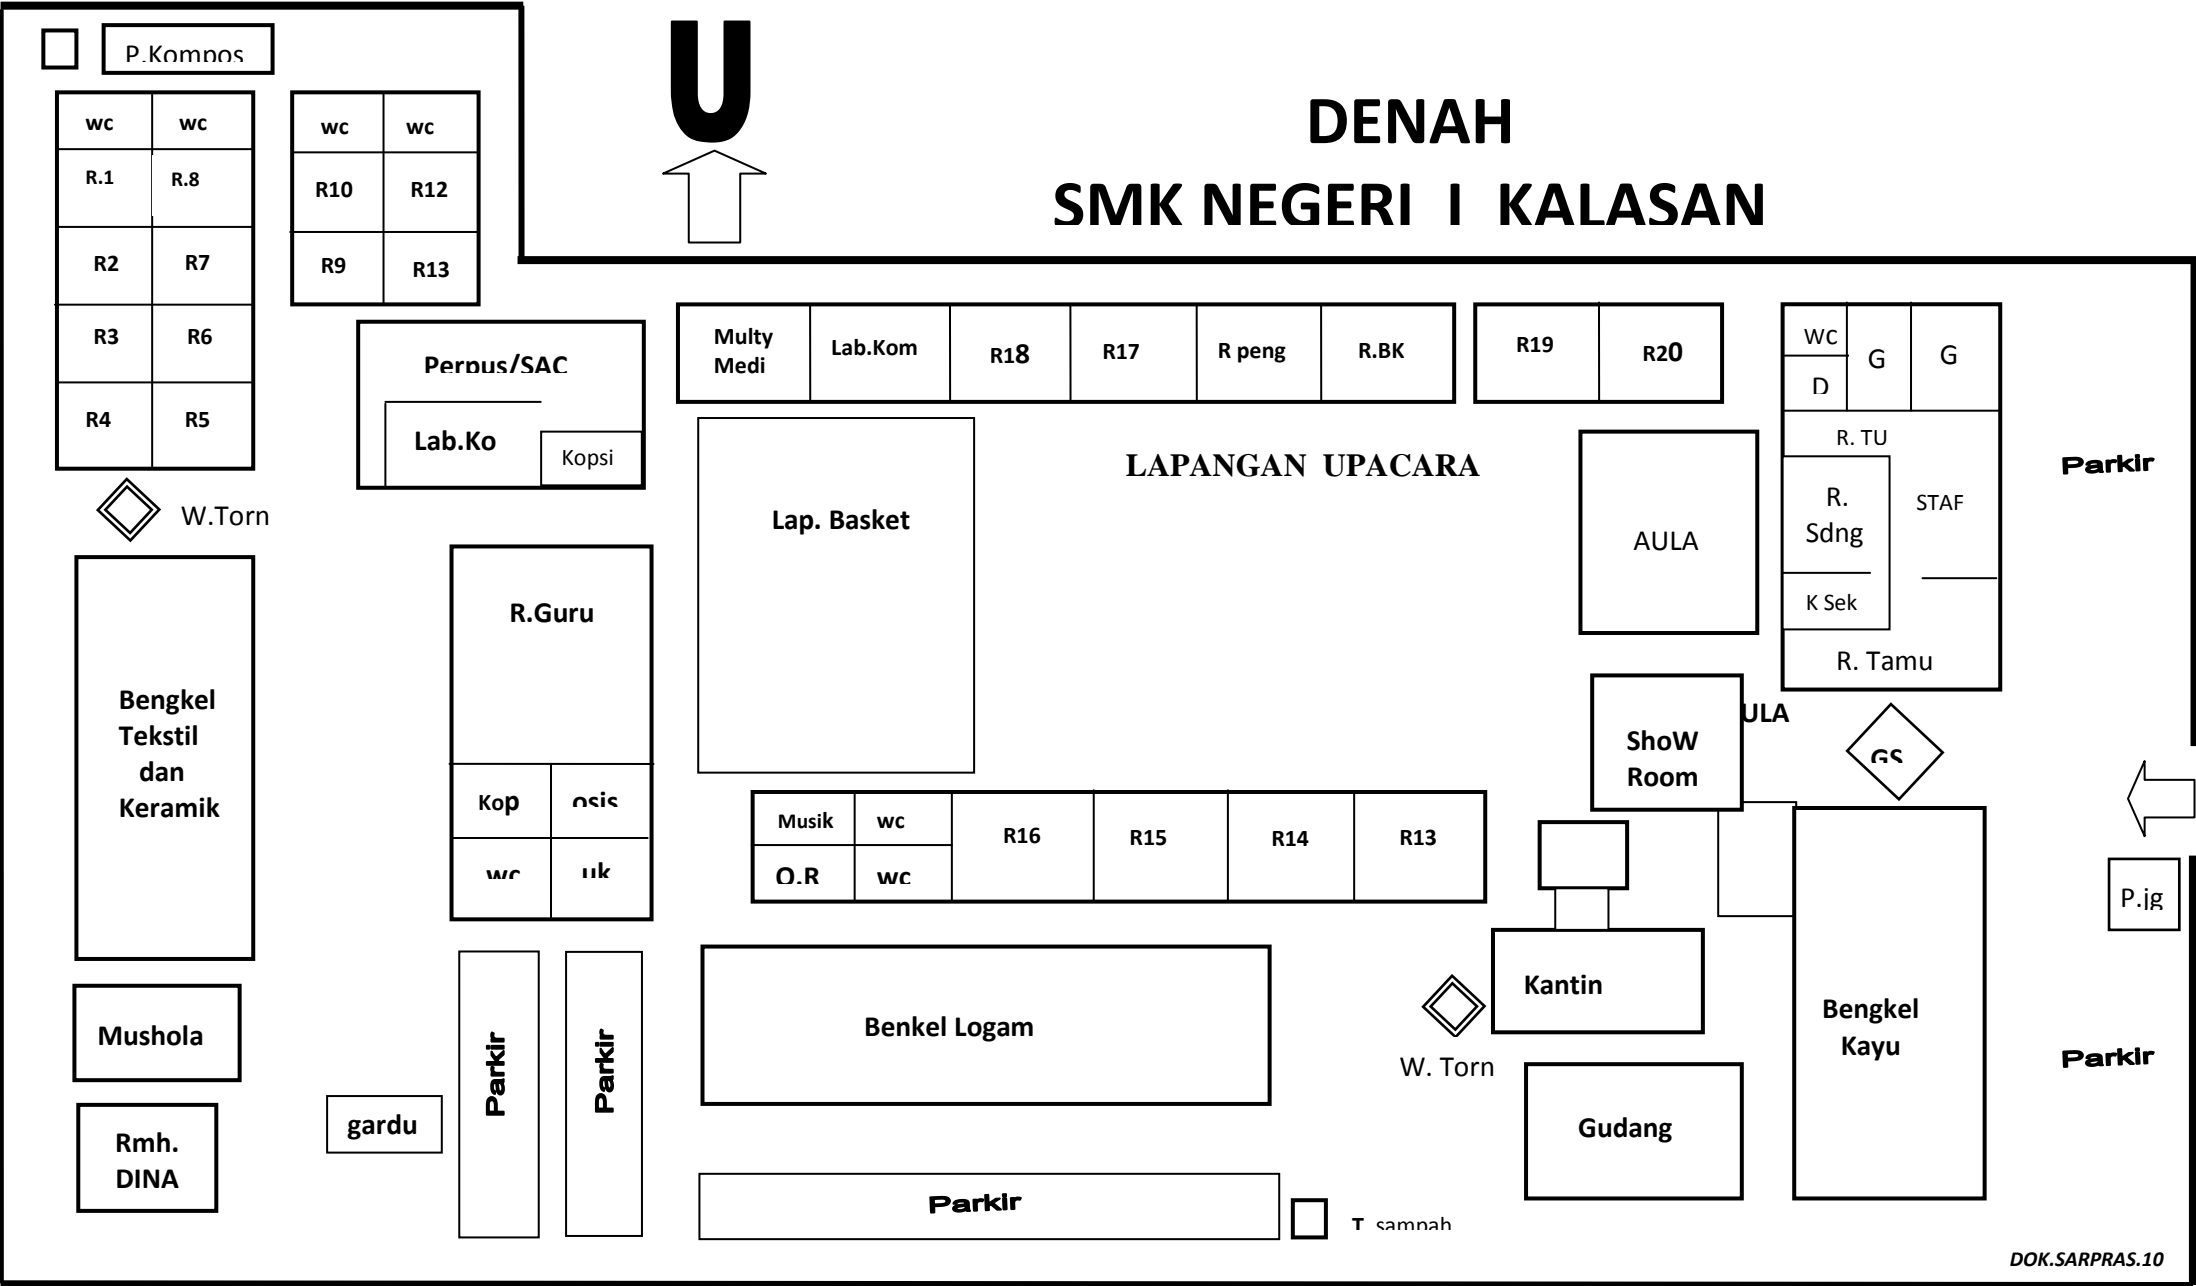 P.Kompos
U
DENAH
SMK NEGERI I KALASAN
wc wc
R.1 R.8
R2 R7
R3 R6
R4 R5
wc wc
R10 R12
R9 R13
Perpus/SAC
Lab.Ko
Kopsi
Multy
Medi
Lab.Kom
R18
R17
R peng
R.BK
R19
R20
wc
D
G
G
R. TU
R.
Sdng
STAF
K Sek
R. Tamu
Parkir
W.Torn
LAPANGAN UPACARA
Lap. Basket
AULA
R.Guru
Kop osis
wc uk
Bengkel
Tekstil
dan
Keramik
ULA
ShoW
Room
GS
Musik wc
O.R wc
R16
R15
R14
R13
P.jg
Kantin
Benkel Logam
W. Torn
Bengkel
Kayu
Parkir
Mushola
Rmh.
DINA
gardu
Parkir
Parkir
Gudang
Parkir
T sampah
DOK.SARPRAS.10